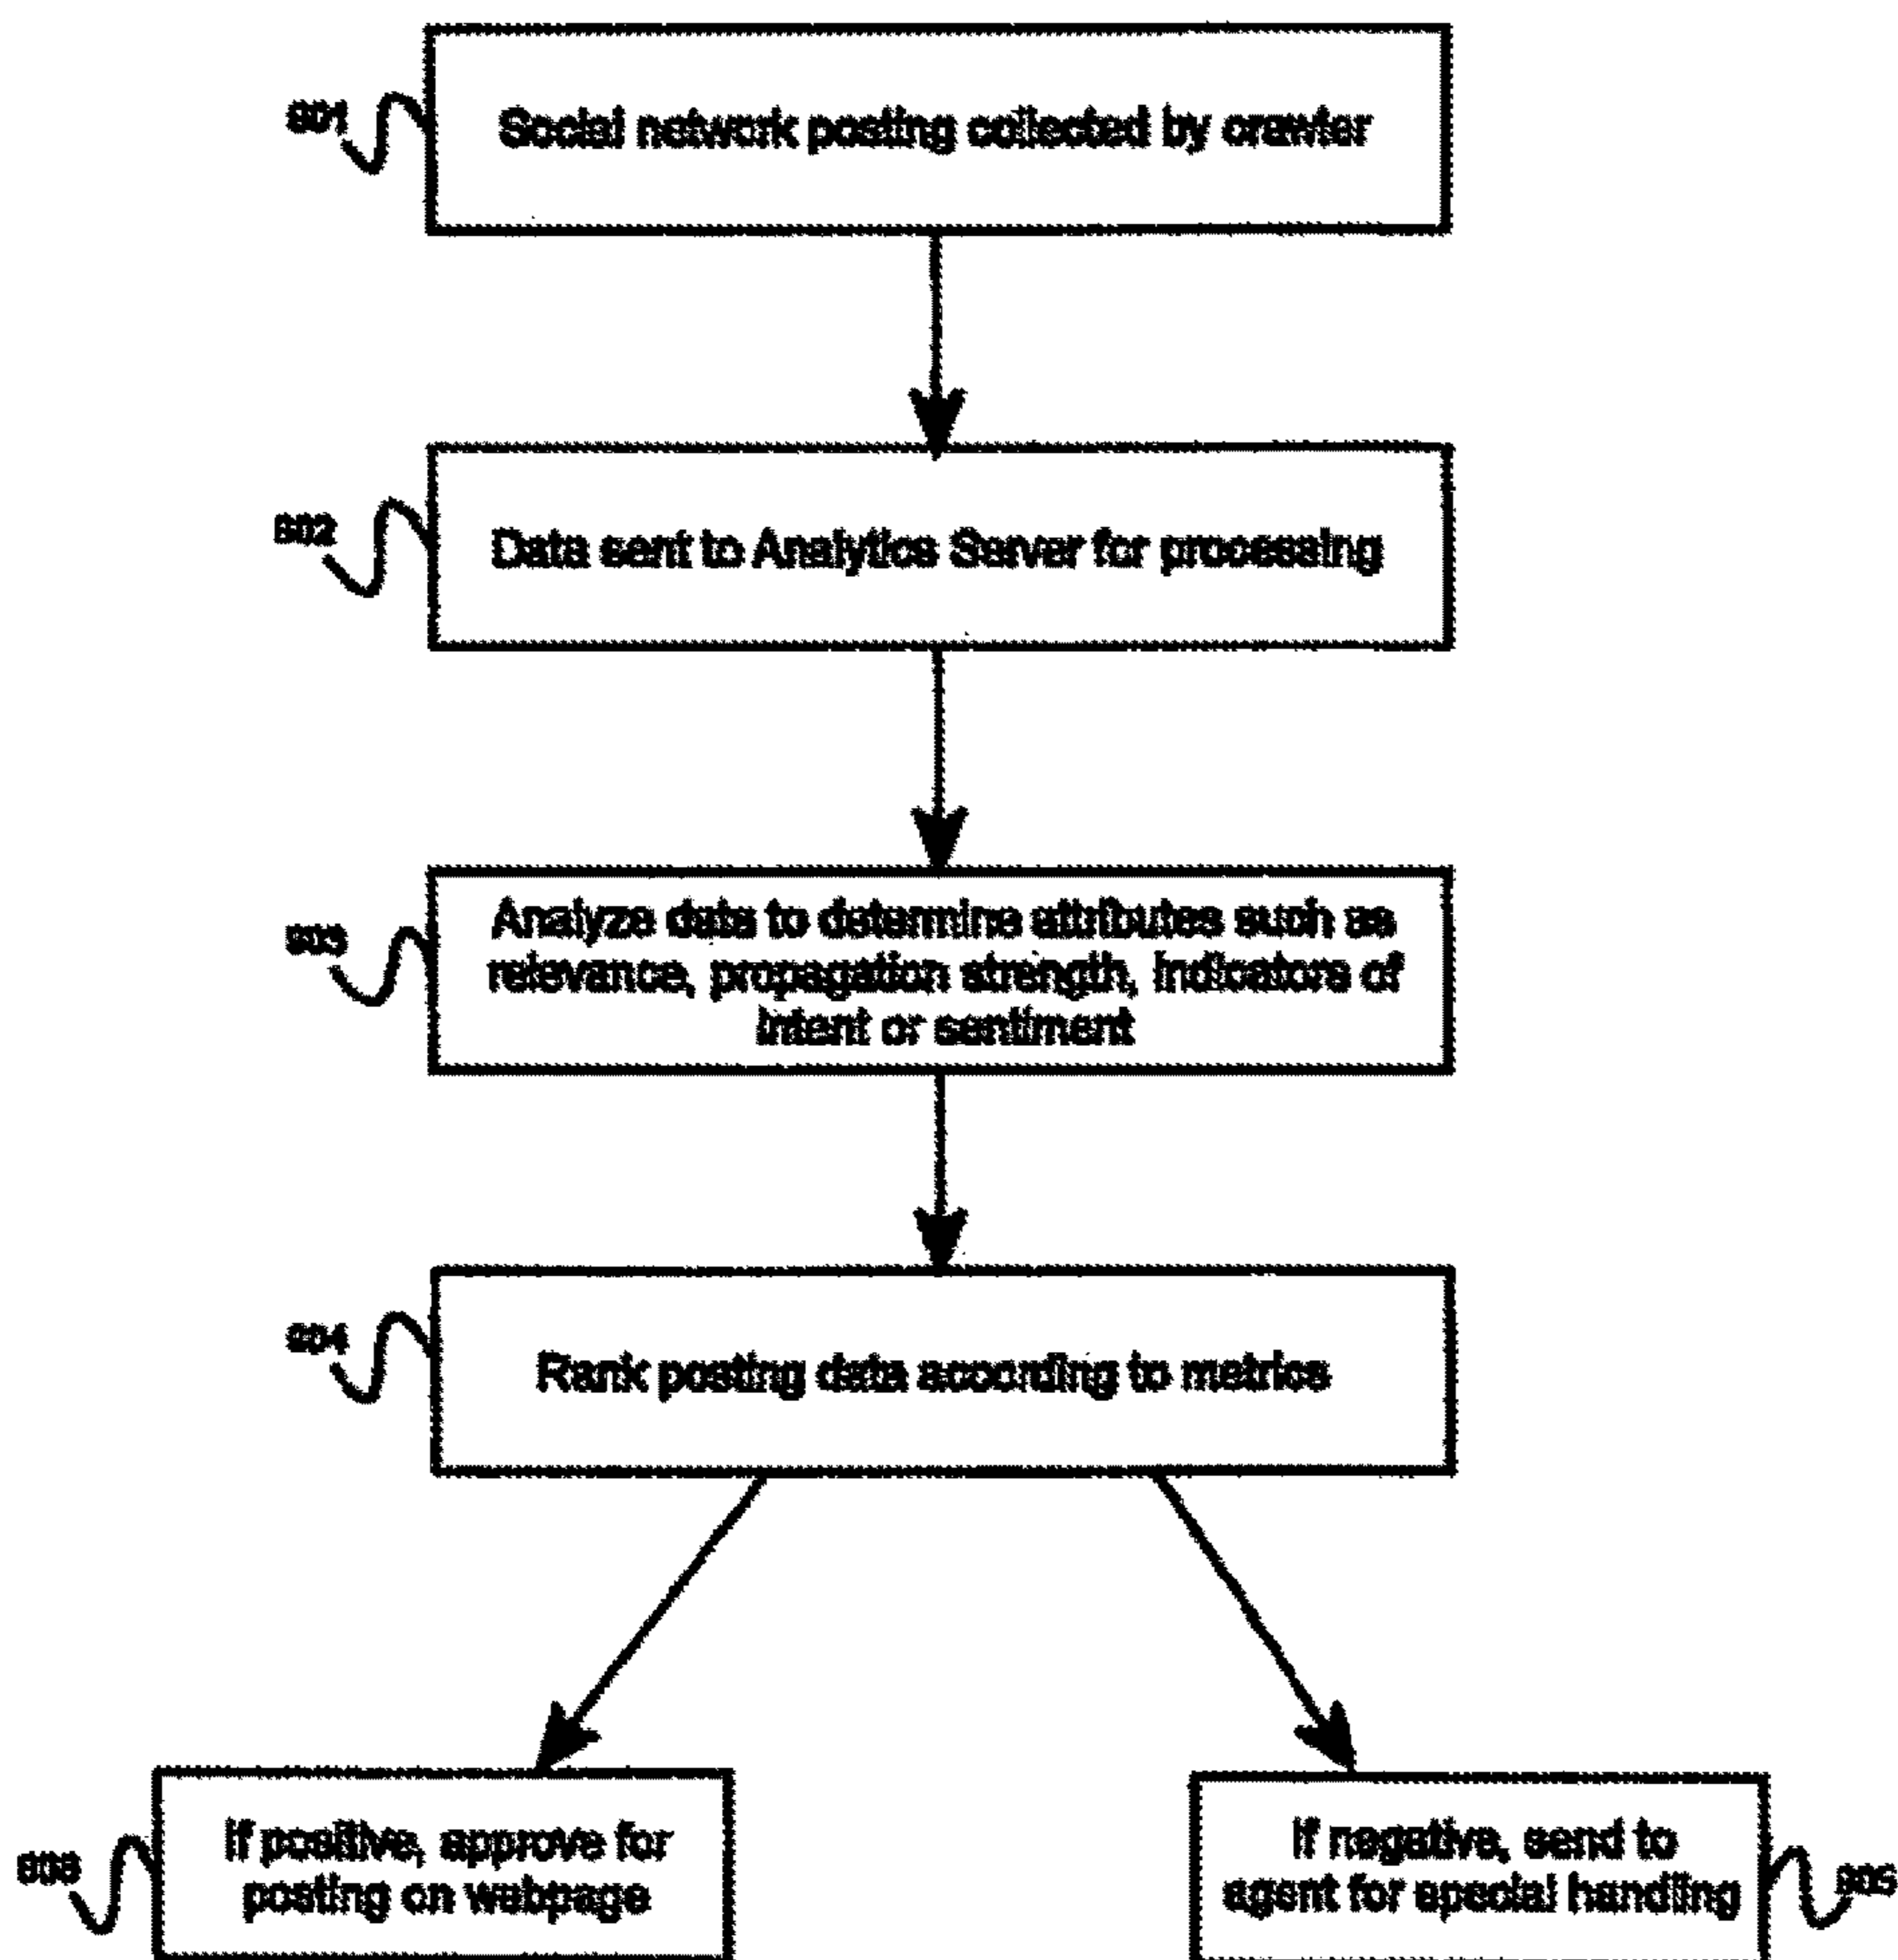 Social network posting collected by crawler
Data sent to Analytics Server for processing
Analyze data to determine attributes such as
relevance, propagation strength, indicators of
intent or sentiment
Rank posting data according to metrics
If positive, approve for
posting on webpage
If negative, send to
agent for special handling